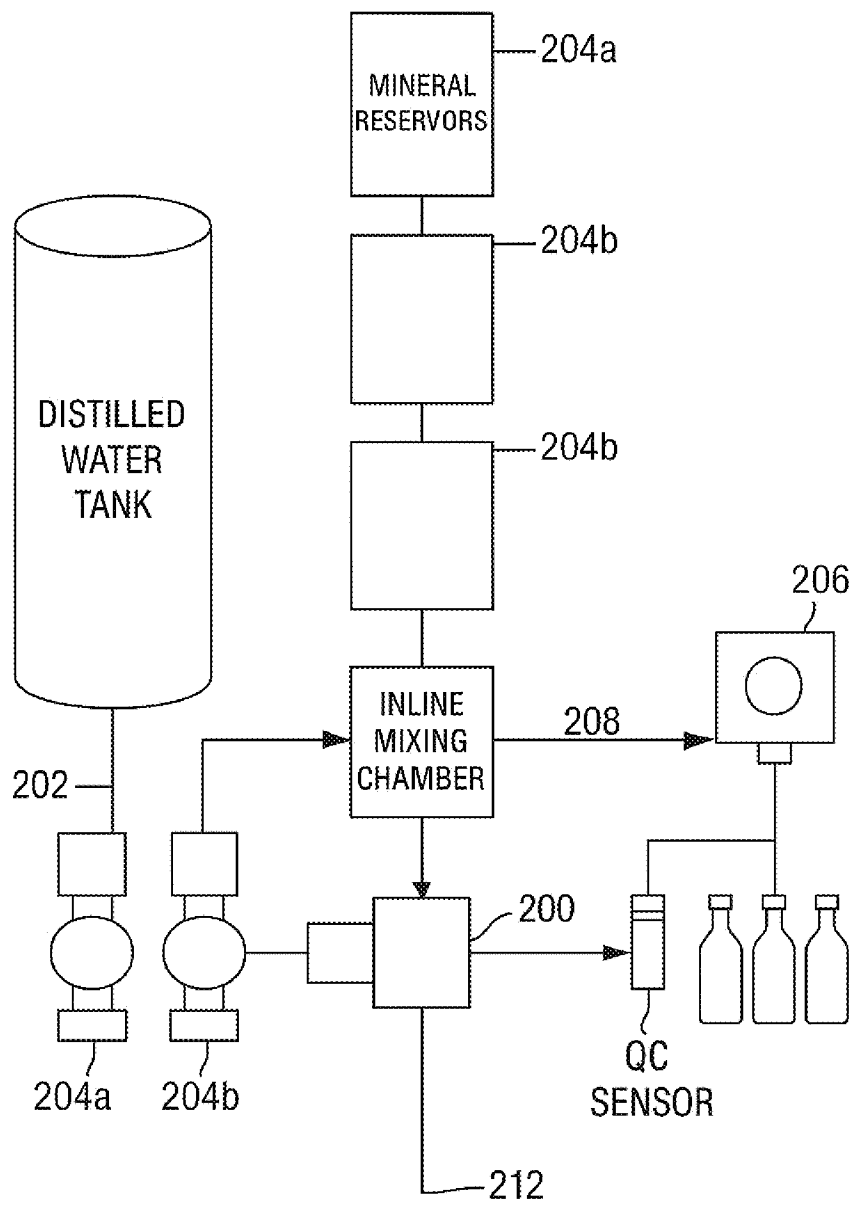 204a
MINERAL
RESERVORS
204b
DISTILLED
WATER
TANK
204b
206
INLINE
MIXING
CHAMBER
208
202
200
204a
204b
QC
SENSOR
212